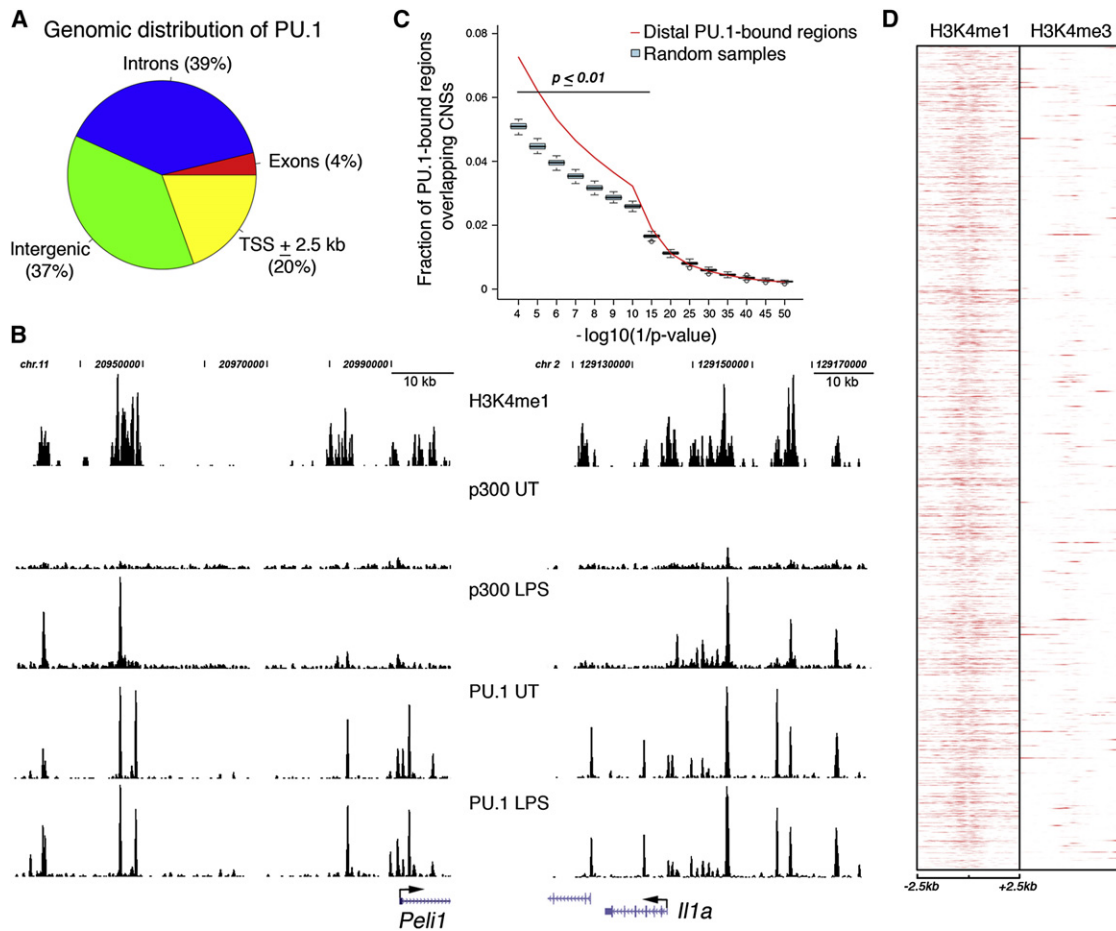 A
Genomic distribution of PU.1
Introns (39%)
Exons (4%)
TSS ± 2.5 kb
(20%)
Intergenic
(37%)
C
Fraction of PU.1-bound regions
overlapping CNSs
0.08
0.06
0.04
0.02
0
Distal PU.1-bound regions
Random samples
p ≤ 0.01
4 5 6 7 8 9 10 15 20 25 30 35 40 45 50
- log10(1/p-value)
B
chr.11 209500001 209700001 209900001
10 kb
chr 2 129130000 129150000 129170000
10 kb
H3K4me1
p300 UT
p300 LPS
PU.1 UT
PU.1 LPS
Peli1
Il1a
D
H3K4me1 H3K4me3
-2.5kb +2.5kb